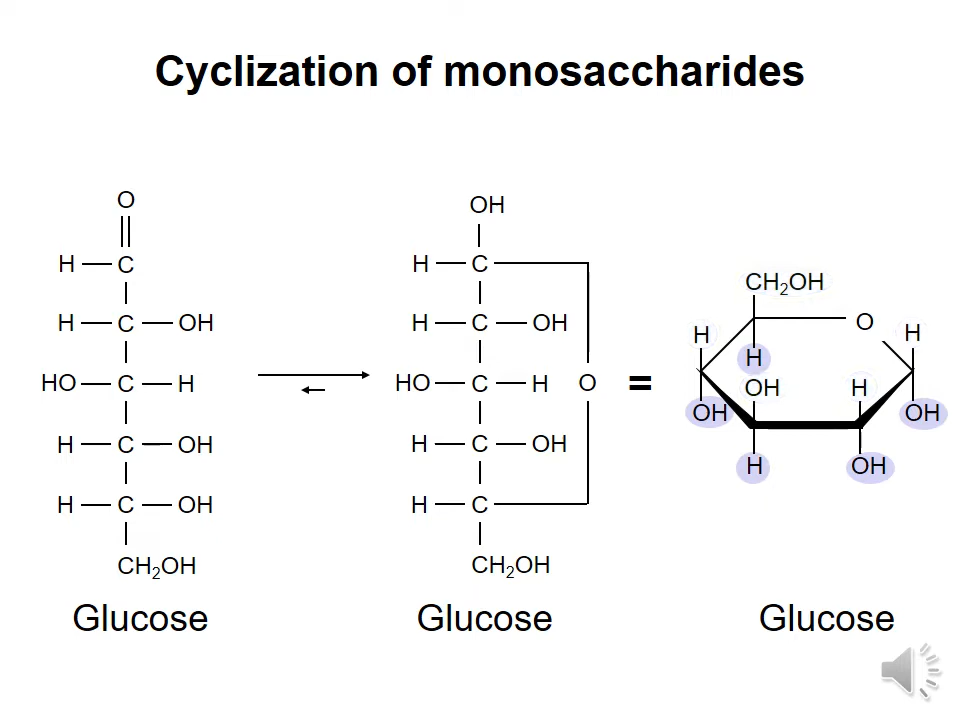 Cyclization of monosaccharides
O
H C
H C OH
HO C H
H C OH
H C OH
CH₂OH
Glucose
OH
H C
H C OH
HO C H O
H C OH
H C
CH₂OH
Glucose
=
CH₂OH
O
H H
H
OH H
OH OH
H OH
Glucose